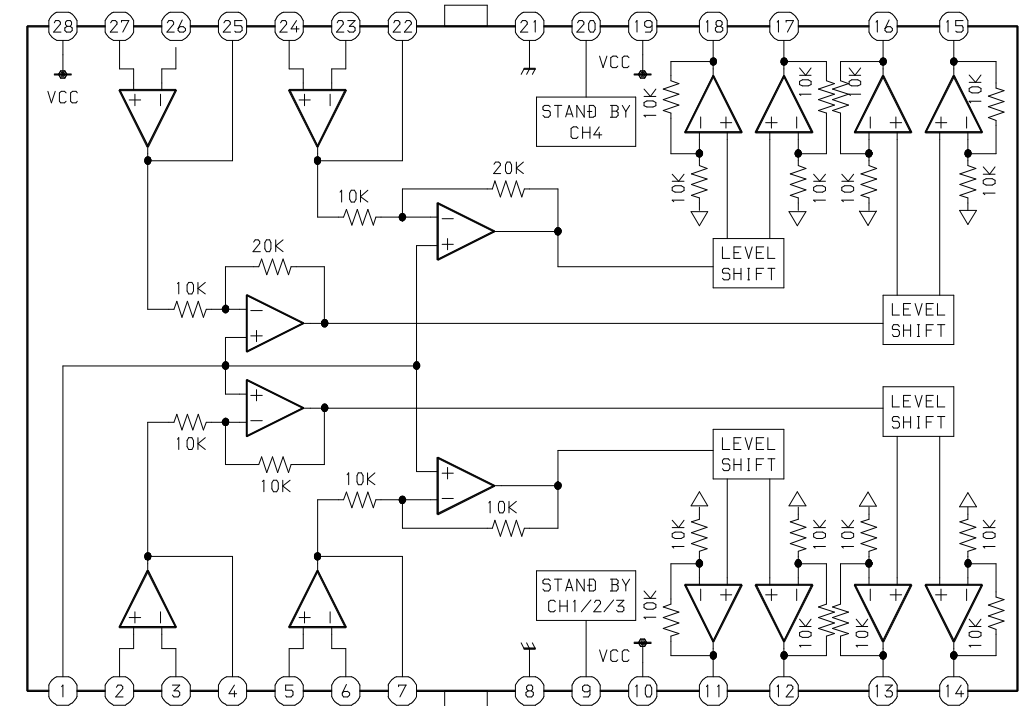 28 27 26 25 24 23 22 21 20 19 18 17 16 15
VCC
+ −
+ −
STAND BY
CH4
VCC
10K 10K 10K 10K
− + + − − + + −
10K 10K 10K 10K
20K
10K
−
+
LEVEL
SHIFT
20K
10K
−
+
LEVEL
SHIFT
+
−
10K
10K
LEVEL
SHIFT
LEVEL
SHIFT
10K
+
−
10K
10K 10K 10K 10K
STAND BY
CH1/2/3
10K 10K 10K 10K
− + + − − + + −
+ −
+ −
VCC
1 2 3 4 5 6 7 8 9 10 11 12 13 14